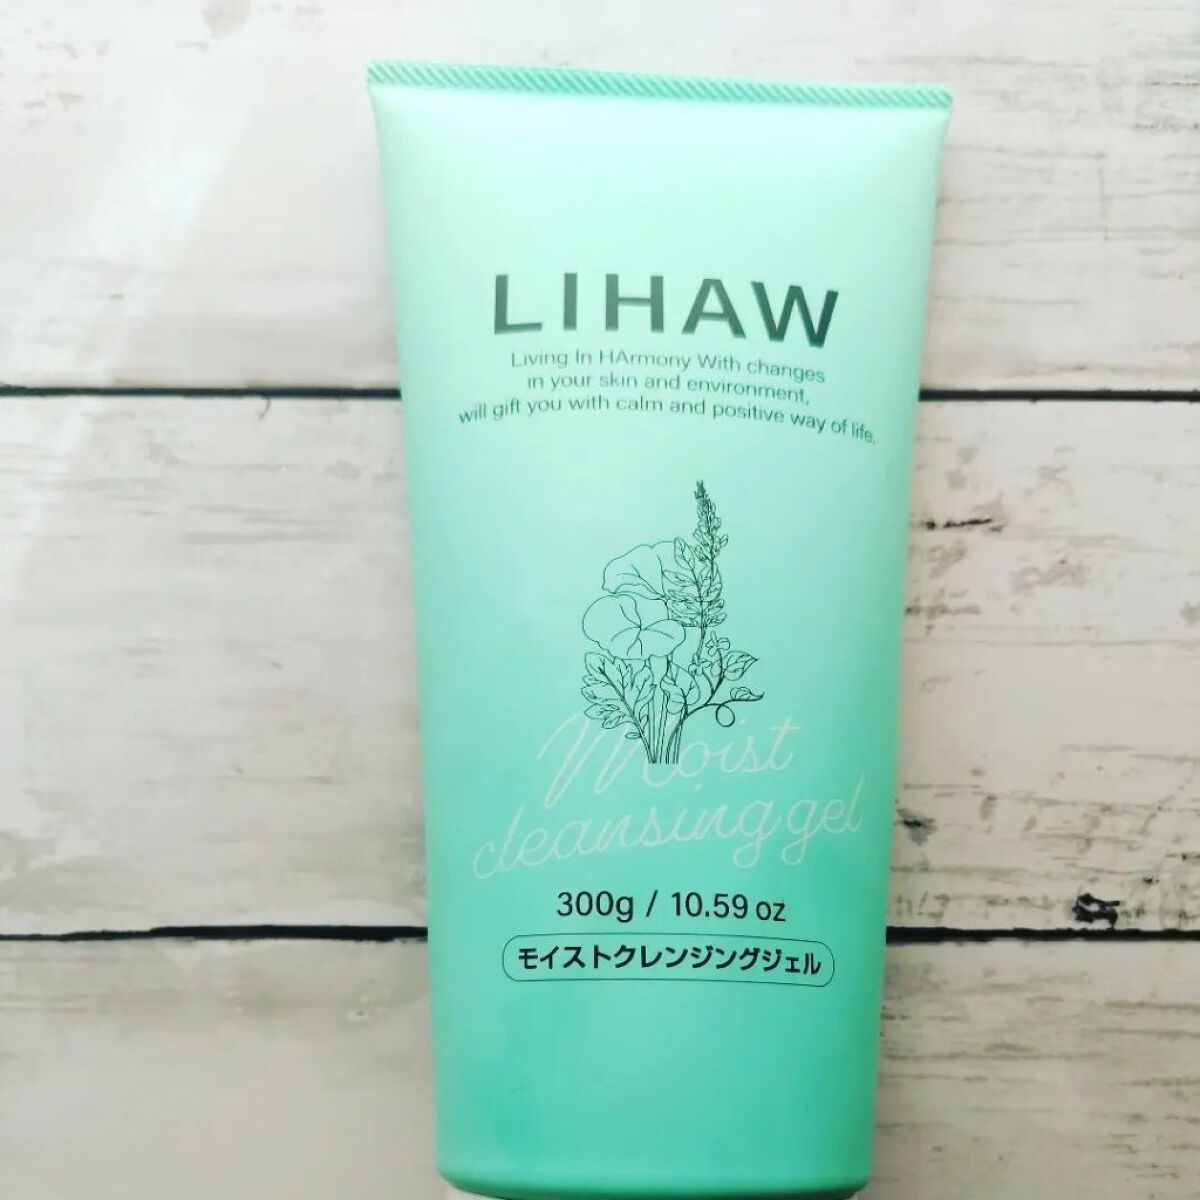 LIHAW
Living In HArmony With changes
in your skin and environment,
will gift you with calm and positive way of life.
Moist
cleansing gel
300g / 10.59 oz
モイストクレンジングジェル